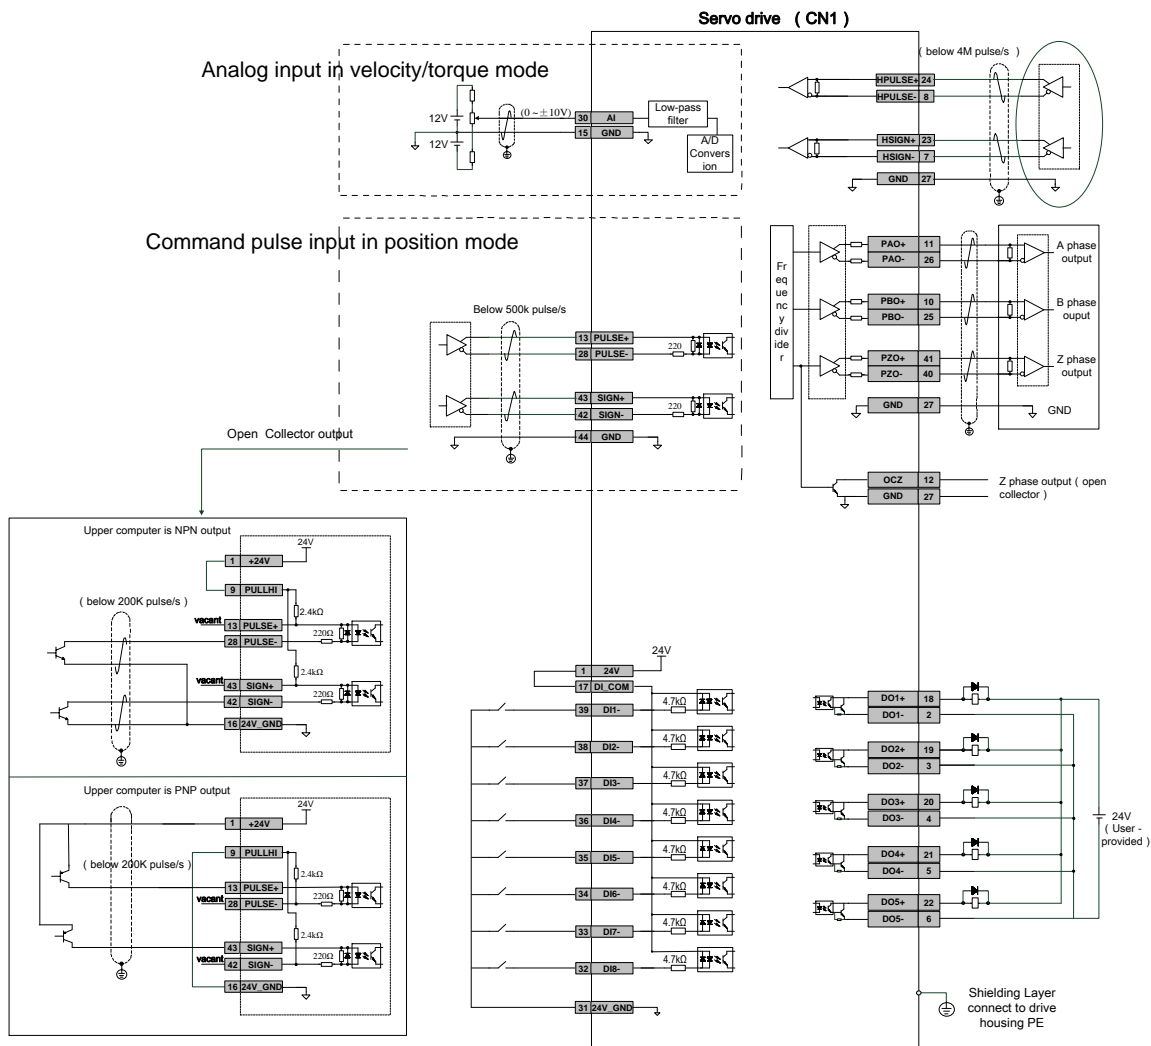 Servo drive （ CN1 ）
Analog input in velocity/torque mode
12V
12V
(0～±10V)
30 AI
15 GND
Low-pass
filter
A/D
Convers
ion
（ below 4M pulse/s ）
HPULSE+ 24
HPULSE- 8
HSIGN+ 23
HSIGN- 7
GND 27
Command pulse input in position mode
Below 500k pulse/s
13 PULSE+
28 PULSE-
220
43 SIGN+
42 SIGN-
220
44 GND
Fr
eq
ue
nc
y
divi
de
r
PAO+ 11
PAO- 26
A phase
output
PBO+ 10
PBO- 25
B phase
ouput
PZO+ 41
PZO- 40
Z phase
output
GND 27
GND
OCZ 12
GND 27
Z phase output（ open
collector ）
Open Collector output
Upper computer is NPN output
24V
1 +24V
9 PULLHI
（ below 200K pulse/s ）
2.4kΩ
vacant
13 PULSE+
28 PULSE-
220Ω
2.4kΩ
vacant
43 SIGN+
42 SIGN-
220Ω
16 24V_GND
Upper computer is PNP output
24V
1 +24V
9 PULLHI
（ below 200K pulse/s ）
2.4kΩ
13 PULSE+
vacant
28 PULSE-
220Ω
2.4kΩ
43 SIGN+
vacant
42 SIGN-
220Ω
16 24V_GND
24V
1 24V
17 DI_COM
39 DI1-
4.7kΩ
38 DI2-
4.7kΩ
37 DI3-
4.7kΩ
36 DI4-
4.7kΩ
35 DI5-
4.7kΩ
34 DI6-
4.7kΩ
33 DI7-
4.7kΩ
32 DI8-
4.7kΩ
31 24V_GND
DO1+ 18
DO1- 2
DO2+ 19
DO2- 3
DO3+ 20
DO3- 4
DO4+ 21
DO4- 5
DO5+ 22
DO5- 6
24V
（ User -
provided ）
Shielding Layer
connect to drive
housing PE